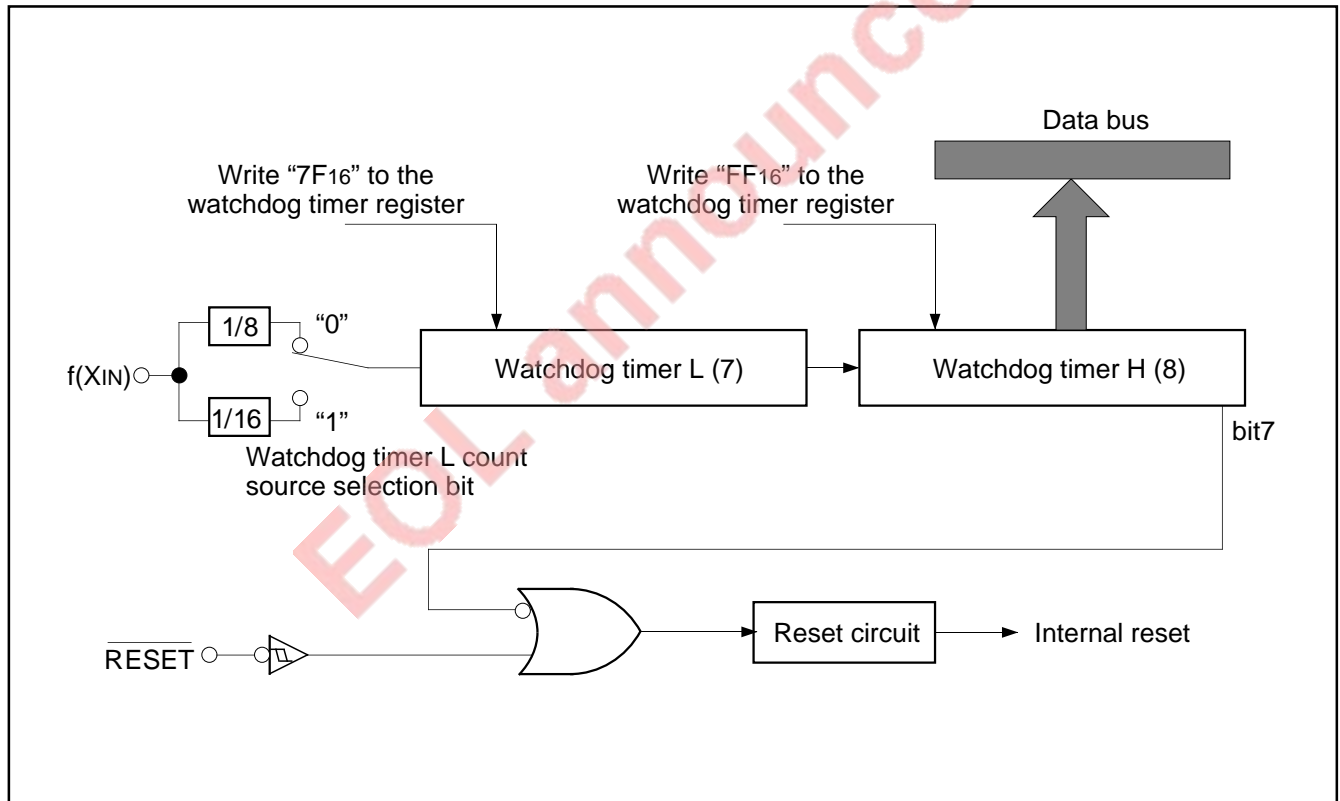 EOL announc
Data bus
Write “7F16” to the
watchdog timer register
Write “FF16” to the
watchdog timer register
1/8
“0”
f(XIN)
Watchdog timer L (7)
Watchdog timer H (8)
1/16
“1”
bit7
Watchdog timer L count
source selection bit
RESET
Reset circuit
Internal reset